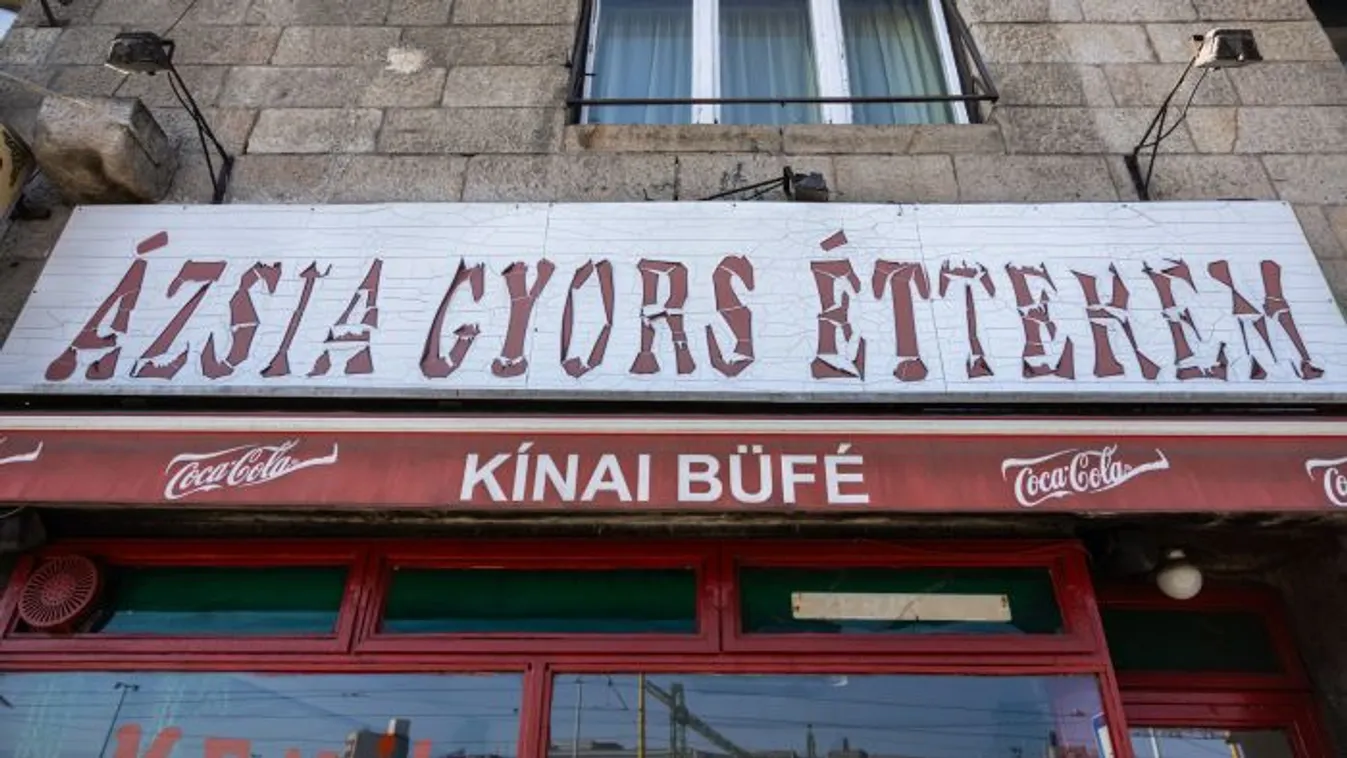 ÁZSIA GYORS ÉTTEREM
Coca-Cola KÍNAI BÜFÉ Coca-Cola